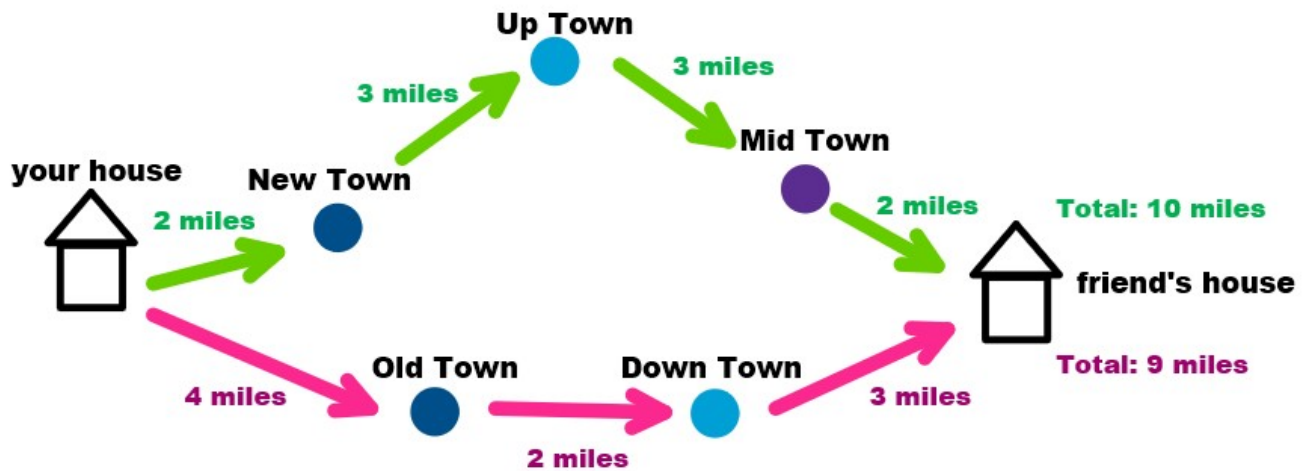 Up Town
3 miles
3 miles
Mid Town
your house
New Town
2 miles
2 miles
Total: 10 miles
friend's house
Old Town
Down Town
Total: 9 miles
4 miles
3 miles
2 miles